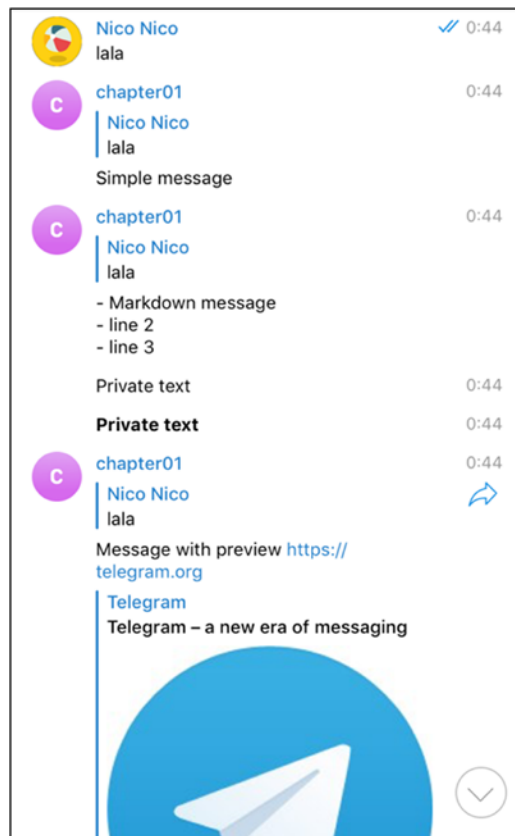 Nico Nico 0:44
lala
C
chapter01 0:44
Nico Nico
lala
Simple message
C
chapter01 0:44
Nico Nico
lala
- Markdown message
- line 2
- line 3
Private text 0:44
Private text 0:44
C
chapter01 0:44
Nico Nico
lala
Message with preview https://
telegram.org
Telegram
Telegram – a new era of messaging